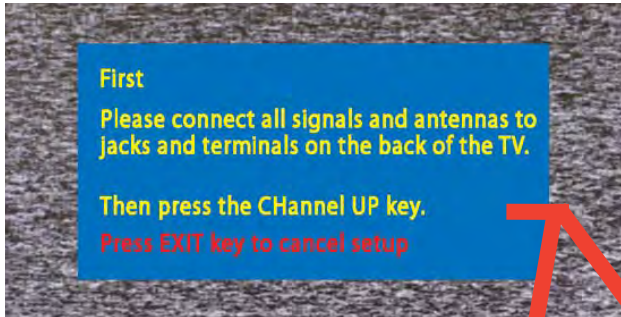 First
Please connect all signals and antennas to
jacks and terminals on the back of the TV.
Then press the CHannel UP key.
Press EXIT key to cancel setup